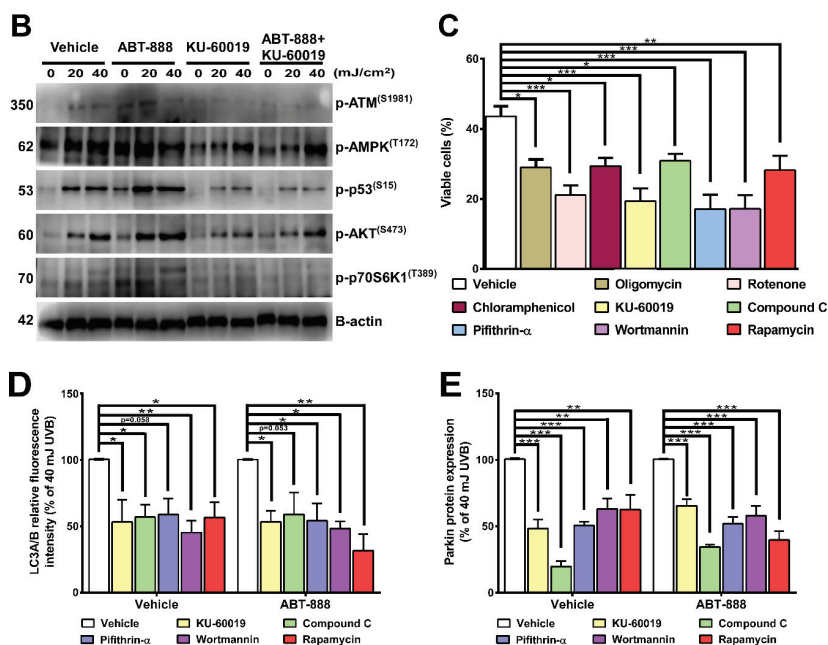 B
Vehicle ABT-888 KU-60019 ABT-888+
KU-60019
0 20 40 0 20 40 0 20 40 0 20 40 (mJ/cm²)
350 p-ATM(S1981)
62 p-AMPK(T172)
53 p-p53(S15)
60 p-AKT(S473)
70 p-p70S6K1(T389)
42 B-actin
C
Viable cells (%)
60
40
20
0
**
***
***
*
***
*
***
*
Vehicle Oligomycin Rotenone
Chloramphenicol KU-60019 Compound C
Pifithrin-α Wortmannin Rapamycin
D
LC3A/B relative fluorescence
intensity (% of 40 mJ UVB)
150
100
50
0
*
**
p=0.058
*
*
**
*
*
p=0.053
*
Vehicle ABT-888
Vehicle KU-60019 Compound C
Pifithrin-α Wortmannin Rapamycin
E
Parkin protein expression
(% of 40 mJ UVB)
150
100
50
0
**
**
***
***
***
***
***
***
***
***
Vehicle ABT-888
Vehicle KU-60019 Compound C
Pifithrin-α Wortmannin Rapamycin